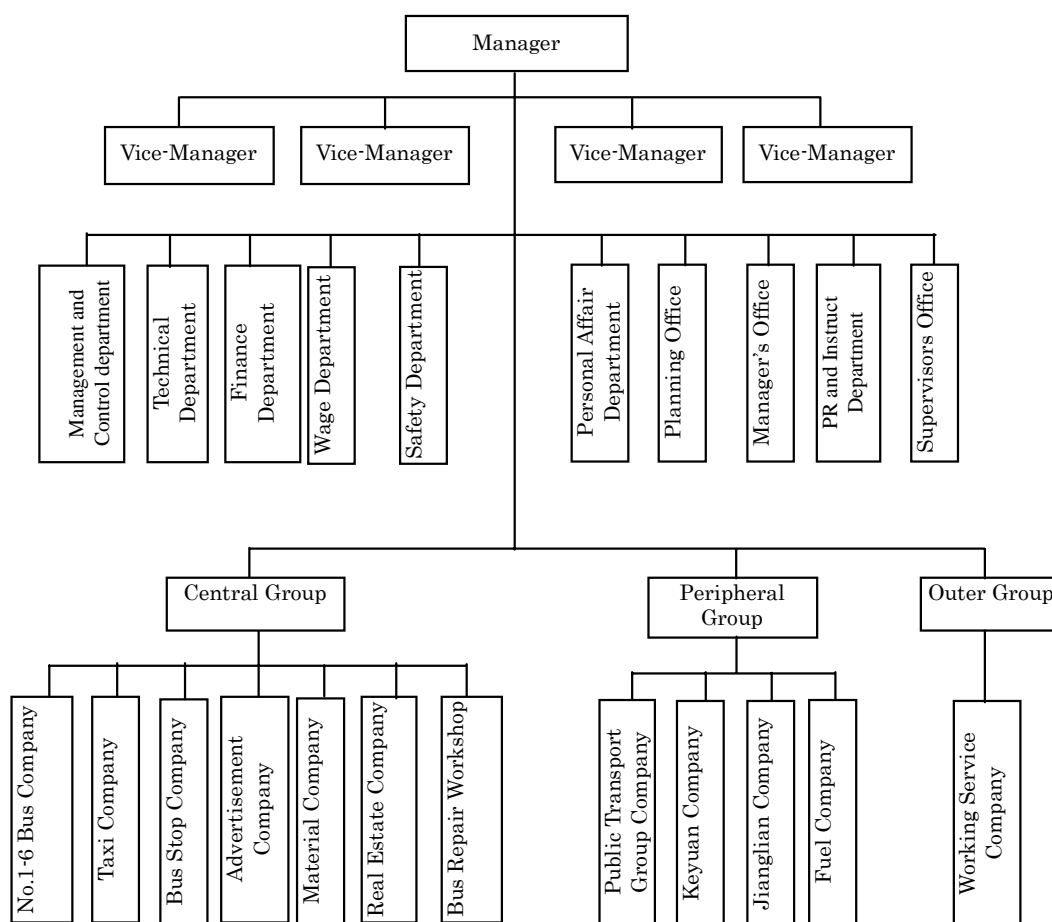 Manager
Vice-Manager
Vice-Manager
Vice-Manager
Vice-Manager
Management and
Control department
Technical
Department
Finance
Department
Wage Department
Safety Department
Personal Affair
Department
Planning Office
Manager's Office
PR and Instruct
Department
Supervisors Office
Central Group
Peripheral
Group
Outer Group
No.1-6 Bus Company
Taxi Company
Bus Stop Company
Advertisement
Company
Material Company
Real Estate Company
Bus Repair Workshop
Public Transport
Group Company
Keyuan Company
Jianglian Company
Fuel Company
Working Service
Company